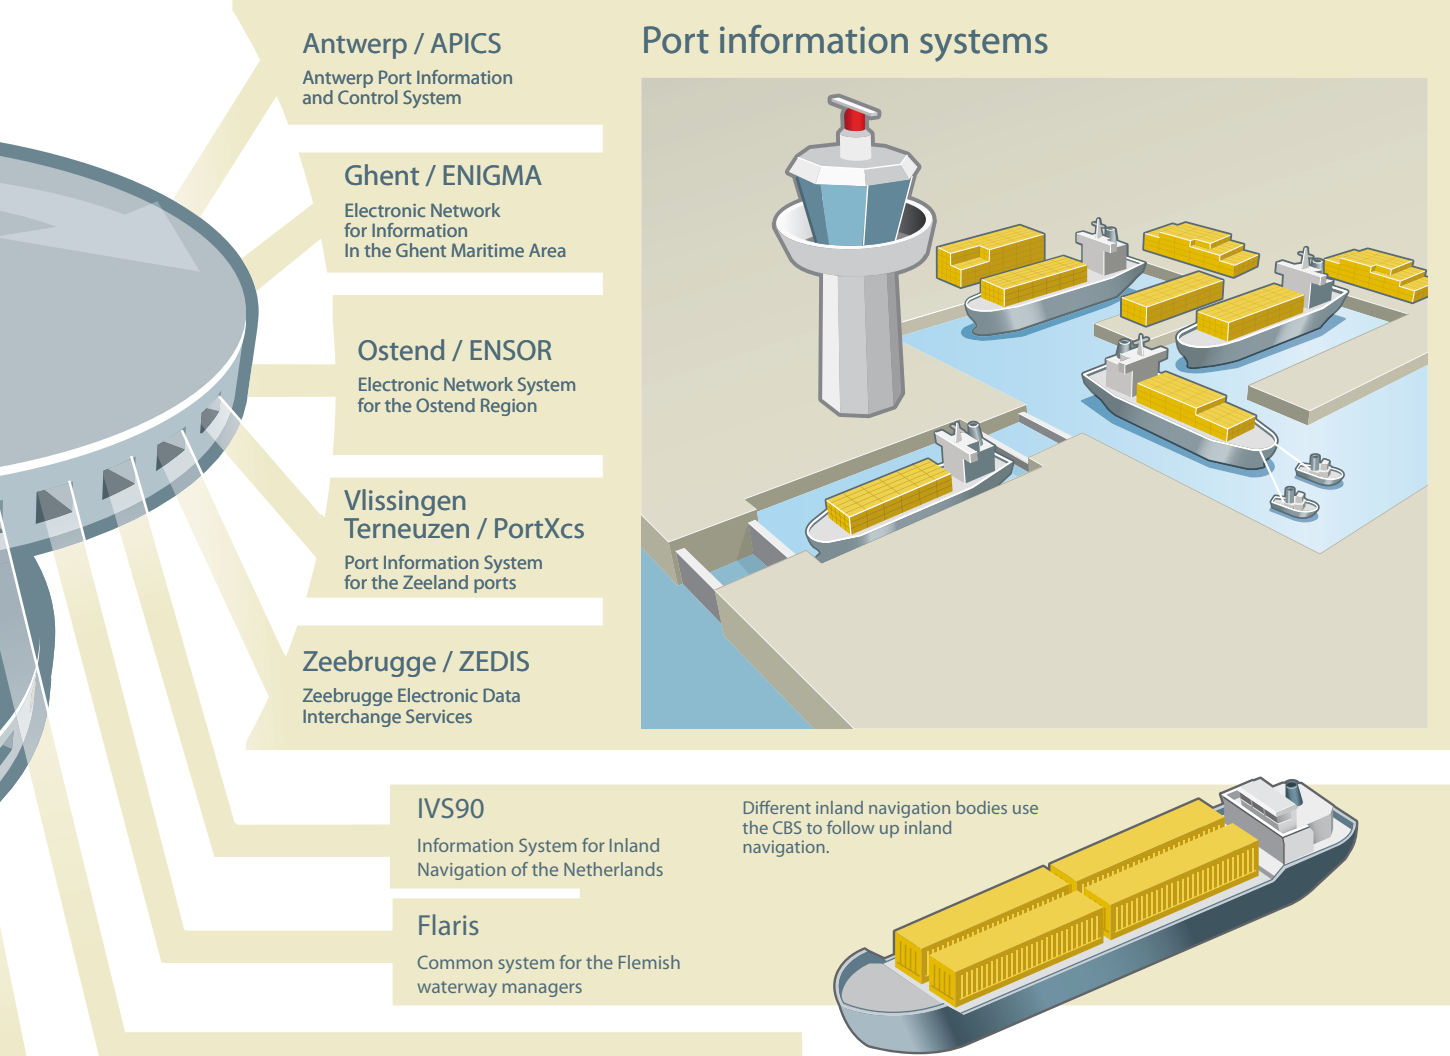 Port information systems
Antwerp / APICS
Antwerp Port Information
and Control System
Ghent / ENIGMA
Electronic Network
for Information
In the Ghent Maritime Area
Ostend / ENSOR
Electronic Network System
for the Ostend Region
Vlissingen
Terneuzen / PortXcs
Port Information System
for the Zeeland ports
Zeebrugge / ZEDIS
Zeebrugge Electronic Data
Interchange Services
IVS90
Information System for Inland
Navigation of the Netherlands
Different inland navigation bodies use
the CBS to follow up inland
navigation.
Flaris
Common system for the Flemish
waterway managers